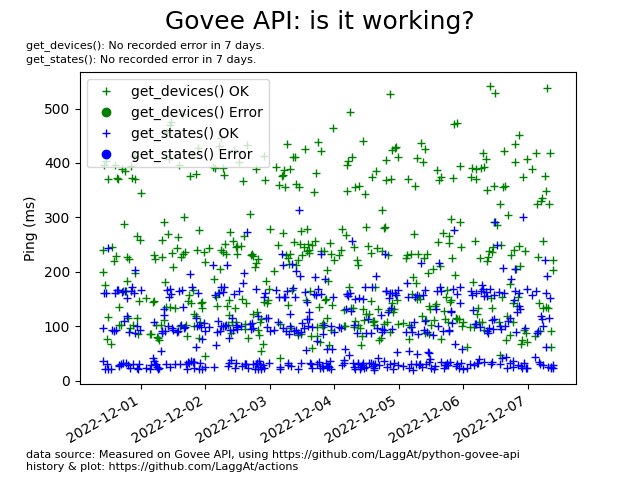 Govee API: is it working?
get_devices(): No recorded error in 7 days.
get_states(): No recorded error in 7 days.
get_devices() OK
get_devices() Error
get_states() OK
get_states() Error
Ping (ms)
500
400
300
200
100
0
2022-12-01
2022-12-02
2022-12-03
2022-12-04
2022-12-05
2022-12-06
2022-12-07
data source: Measured on Govee API, using https://github.com/LaggAt/python-govee-api
history & plot: https://github.com/LaggAt/actions